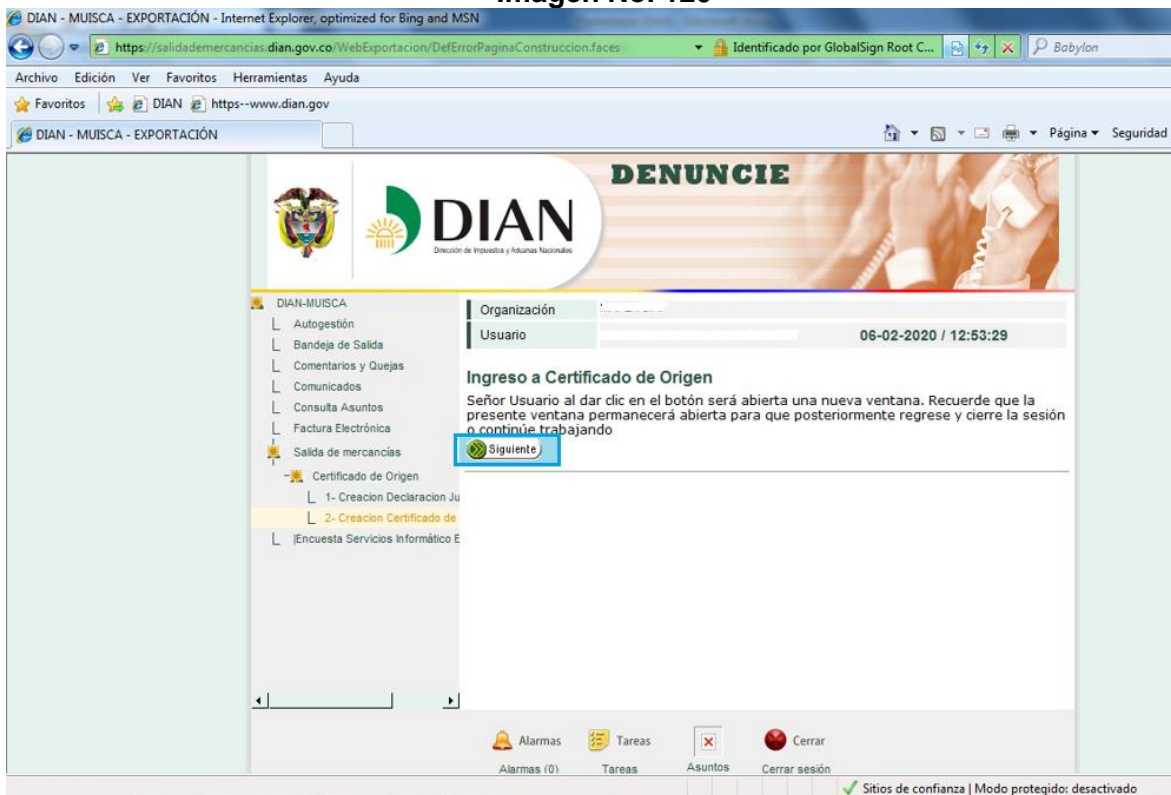 DIAN - MUISCA - EXPORTACIÓN - Internet Explorer, optimized for Bing and MSN
https://salidademercancias.dian.gov.co/WebExportacion/DefErrorPaginaConstruccion.faces
Identificado por GlobalSign Root C...
Babylon
Archivo Edición Ver Favoritos Herramientas Ayuda
Favoritos DIAN https--www.dian.gov
DIAN - MUISCA - EXPORTACIÓN
Página Seguridad
DENUNCIE
DIAN
Dirección de Impuestos y Aduanas Nacionales
DIAN-MUISCA
Autogestión
Bandeja de Salida
Comentarios y Quejas
Comunicados
Consulta Asuntos
Factura Electrónica
Salida de mercancías
Certificado de Origen
1- Creacion Declaracion Ju
2- Creacion Certificado de
|Encuesta Servicios Informático E
Organización
Usuario 06-02-2020 / 12:53:29
Ingreso a Certificado de Origen
Señor Usuario al dar clic en el botón será abierta una nueva ventana. Recuerde que la
presente ventana permanecerá abierta para que posteriormente regrese y cierre la sesión
o continúe trabajando
Siguiente
Alarmas Tareas Cerrar
Alarmas (0) Tareas Asuntos Cerrar sesión
Sitios de confianza | Modo protegido: desactivado